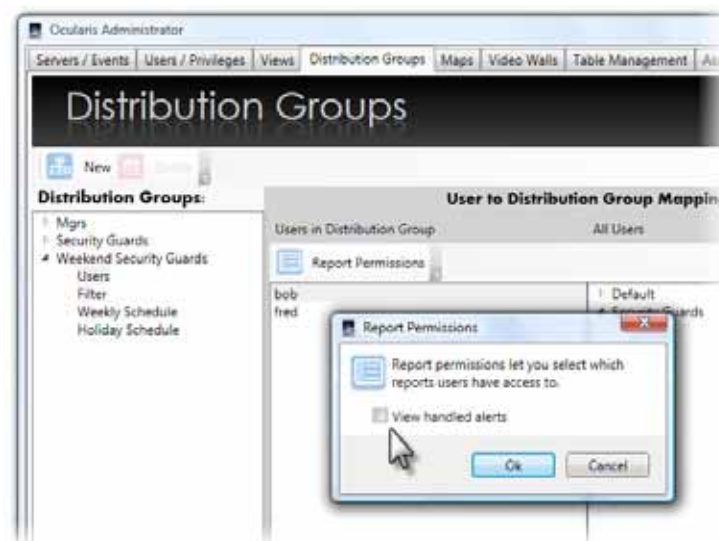 Ocularis Administrator
Servers / Events Users / Privileges Views Distribution Groups Maps Video Walls Table Management
Distribution Groups
New
Distribution Groups:
User to Distribution Group Mappin
Mgrs
Security Guards
Weekend Security Guards
Users
Filter
Weekly Schedule
Holiday Schedule
Users in Distribution Group
All Users
Report Permissions
bob
fred
Default
Security Guards
Report Permissions
Report permissions let you select which
reports users have access to.
View handled alerts
Ok
Cancel